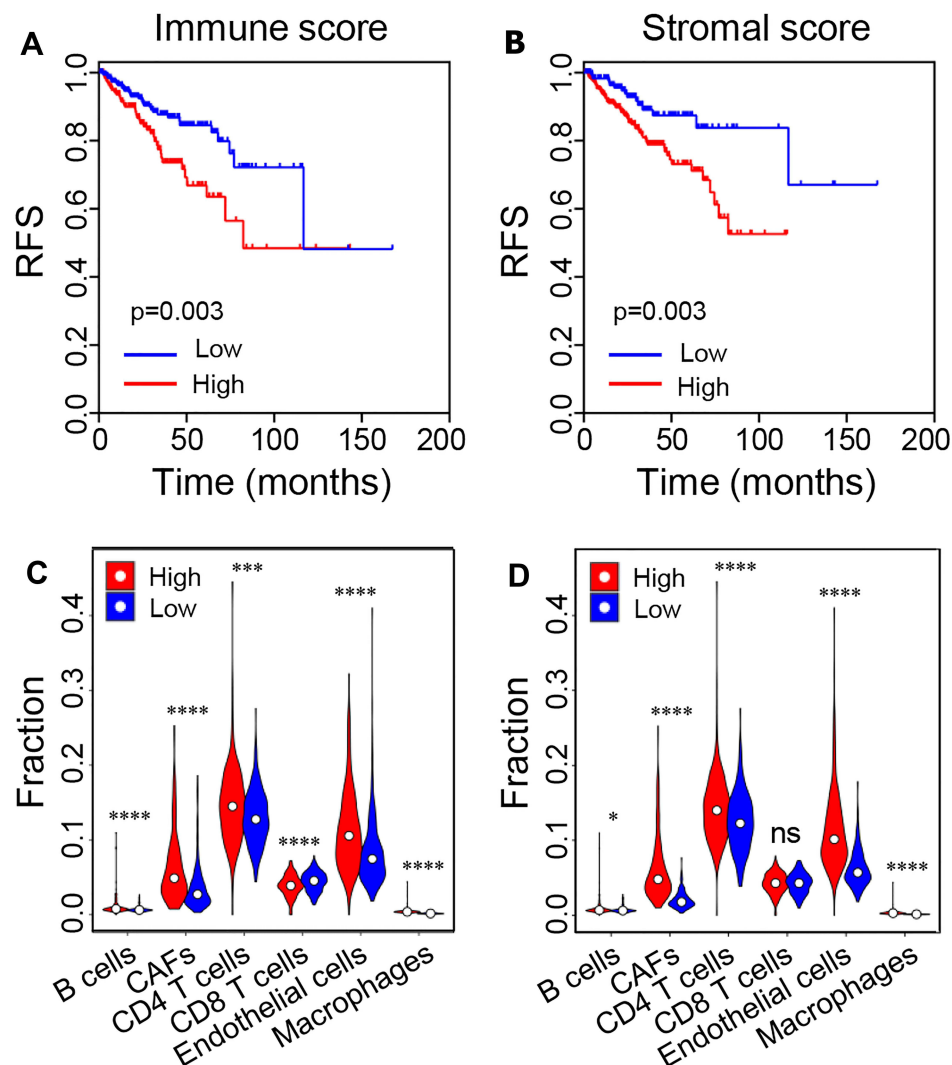 A
Immune score
1.0
0.8
0.6
0.4
0.2
0.0
RFS
p=0.003
Low
High
0
50
100
150
200
Time (months)
B
Stromal score
1.0
0.8
0.6
0.4
0.2
0.0
RFS
p=0.003
Low
High
0
50
100
150
200
Time (months)
C
High
Low
0.4
0.3
0.2
0.1
0.0
Fraction
****
****
***
****
****
****
B cells
CAFs
CD4 T cells
CD8 T cells
Endothelial cells
Macrophages
D
High
Low
0.4
0.3
0.2
0.1
0.0
Fraction
*
****
****
ns
****
****
B cells
CAFs
CD4 T cells
CD8 T cells
Endothelial cells
Macrophages